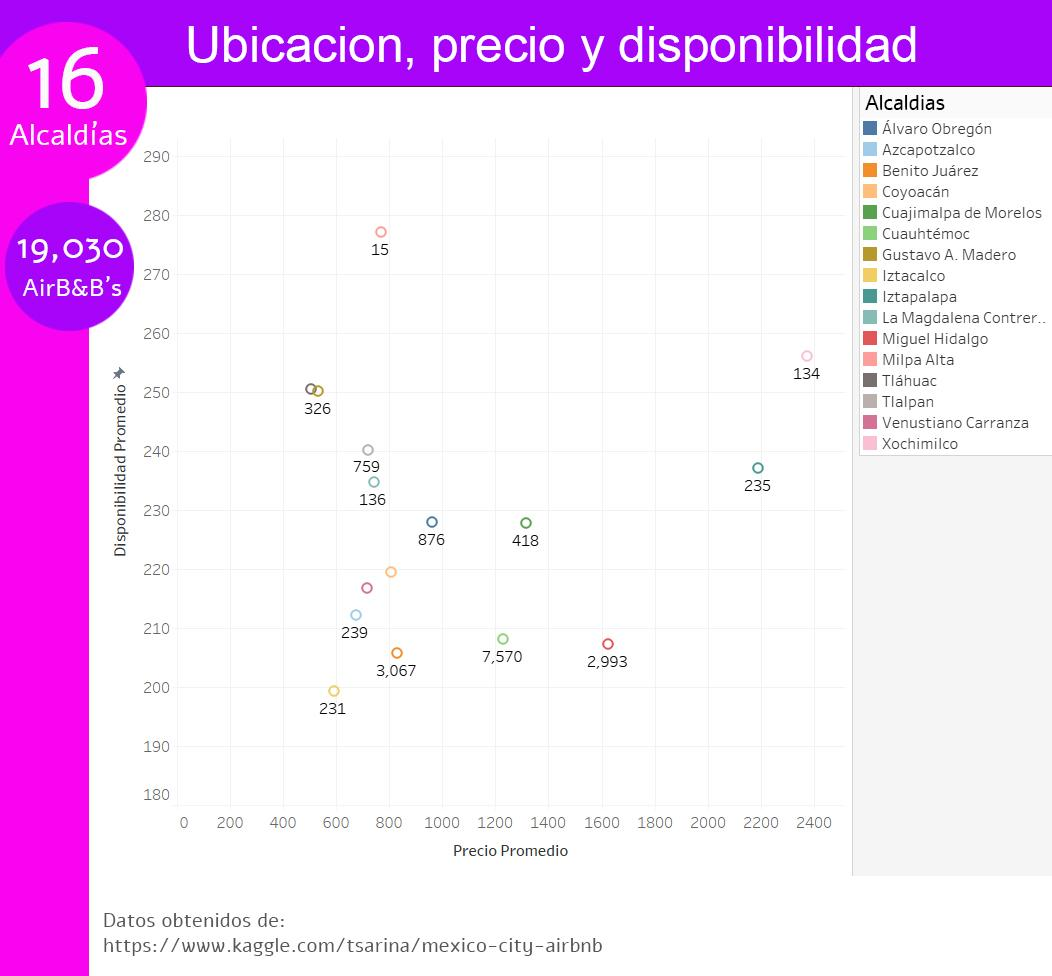 Ubicacion, precio y disponibilidad
16
Alcaldías
19,030
AirB&B's
Alcaldias
Álvaro Obregón
Azcapotzalco
Benito Juárez
Coyoacán
Cuajimalpa de Morelos
Cuauhtémoc
Gustavo A. Madero
Iztacalco
Iztapalapa
La Magdalena Contrer..
Miguel Hidalgo
Milpa Alta
Tláhuac
Tlalpan
Venustiano Carranza
Xochimilco
Disponibilidad Promedio
290
280
270
260
250
240
230
220
210
200
190
180
15
134
326
759
235
136
876
418
239
7,570
2,993
3,067
231
0 200 400 600 800 1000 1200 1400 1600 1800 2000 2200 2400
Precio Promedio
Datos obtenidos de:
https://www.kaggle.com/tsarina/mexico-city-airbnb